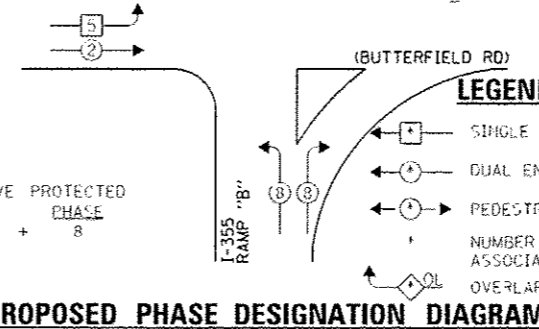 5
2
(BUTTERFIELD RD)
LEGEN
SINGLE
DUAL EN
PEDESTR
NUMBER
ASSOCIA
OL
OVERLAP
VE PROTECTED
PHASE
+ 8
8 8
I-355
RAMP "B"
ROPOSED PHASE DESIGNATION DIAGRAM